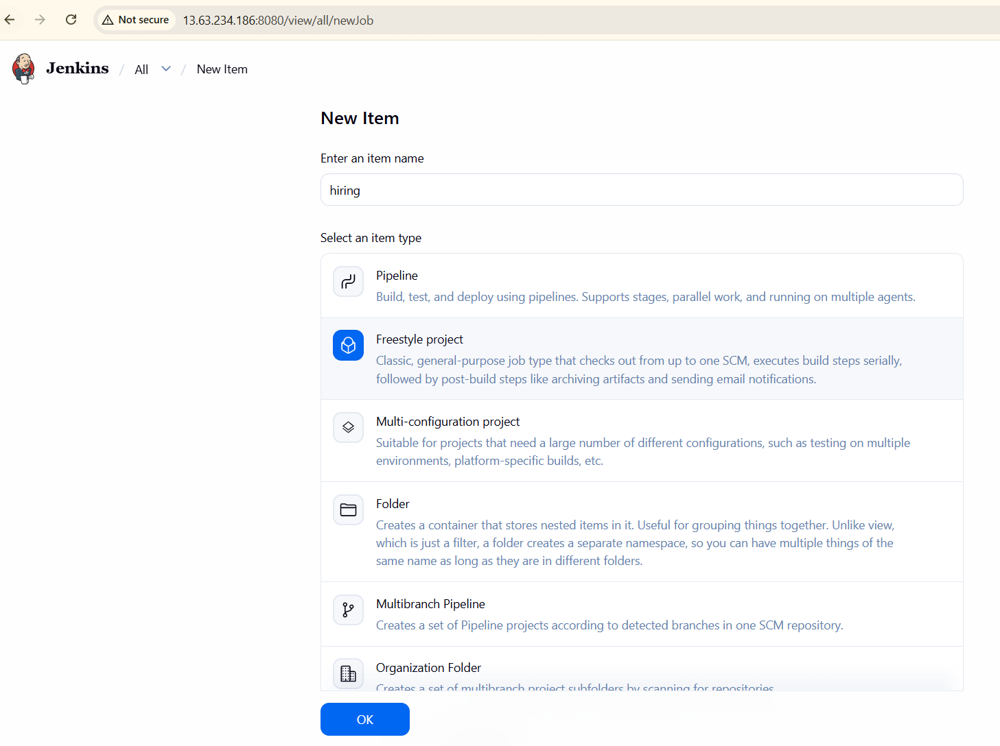 Not secure 13.63.234.186:8080/view/all/newJob
Jenkins / All / New Item
New Item
Enter an item name
hiring
Select an item type
Pipeline
Build, test, and deploy using pipelines. Supports stages, parallel work, and running on multiple agents.
Freestyle project
Classic, general-purpose job type that checks out from up to one SCM, executes build steps serially,
followed by post-build steps like archiving artifacts and sending email notifications.
Multi-configuration project
Suitable for projects that need a large number of different configurations, such as testing on multiple
environments, platform-specific builds, etc.
Folder
Creates a container that stores nested items in it. Useful for grouping things together. Unlike view,
which is just a filter, a folder creates a separate namespace, so you can have multiple things of the
same name as long as they are in different folders.
Multibranch Pipeline
Creates a set of Pipeline projects according to detected branches in one SCM repository.
Organization Folder
Creates a set of multibranch project subfolders by scanning for repositories.
OK